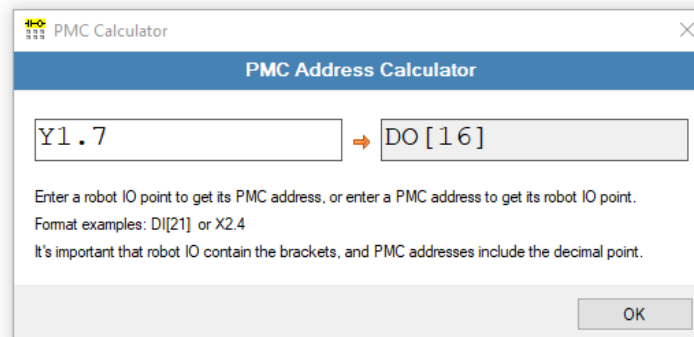 PMC Calculator
PMC Address Calculator
Y1.7
DO[16]
Enter a robot IO point to get its PMC address, or enter a PMC address to get its robot IO point.
Format examples: DI[21] or X2.4
It's important that robot IO contain the brackets, and PMC addresses include the decimal point.
OK